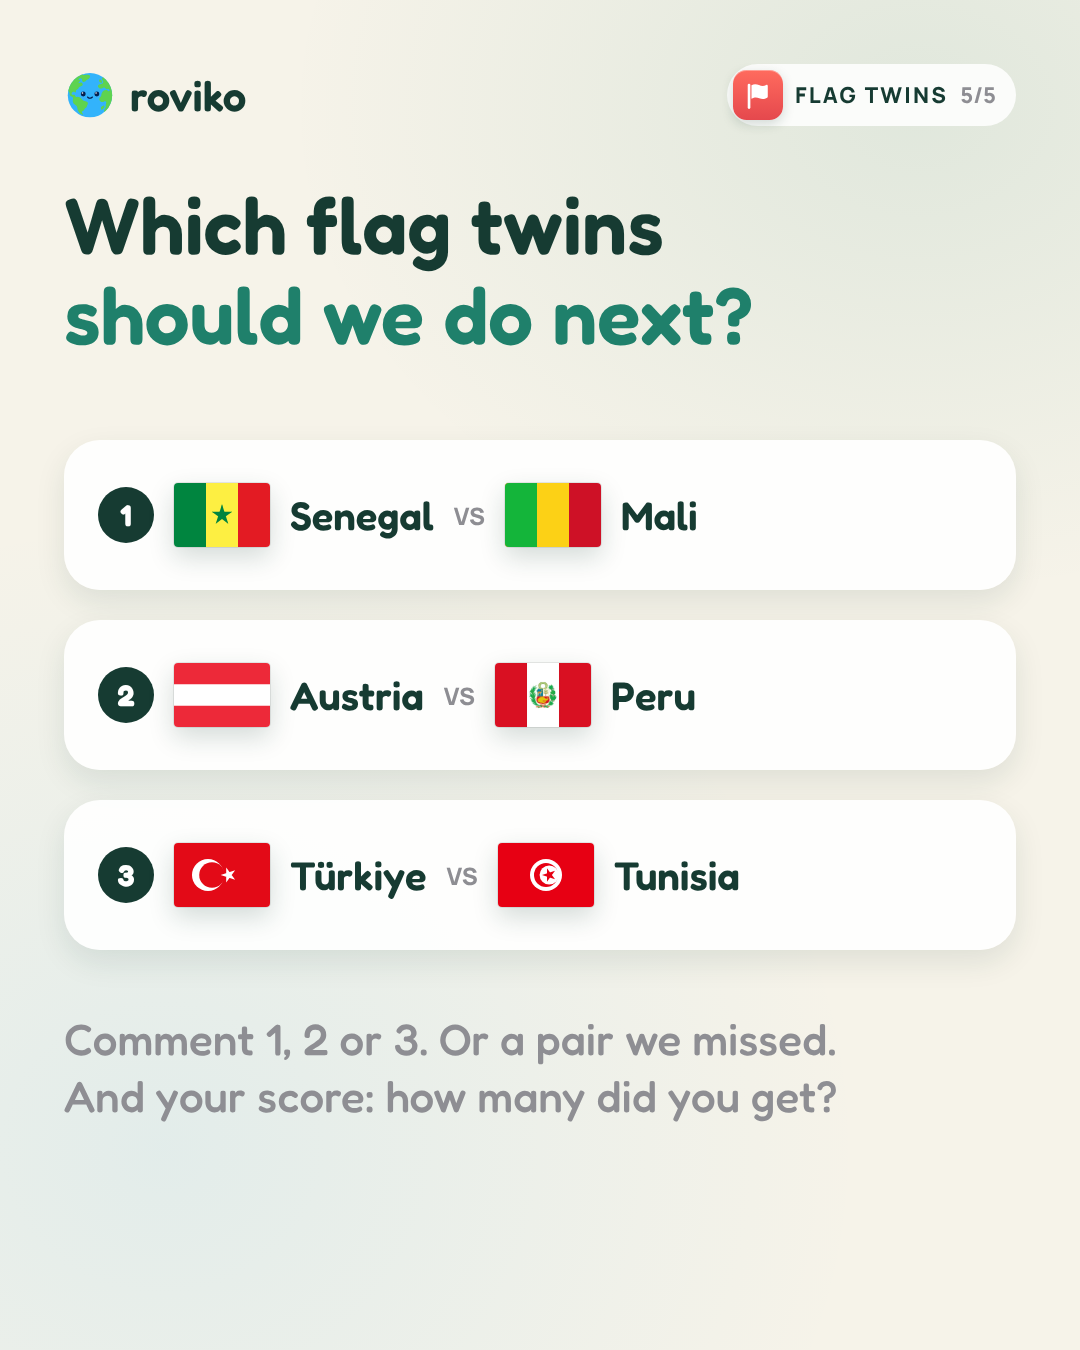 roviko
FLAG TWINS 5/5
Which flag twins
should we do next?
1 Senegal VS Mali
2 Austria VS Peru
3 Türkiye VS Tunisia
Comment 1, 2 or 3. Or a pair we missed.
And your score: how many did you get?